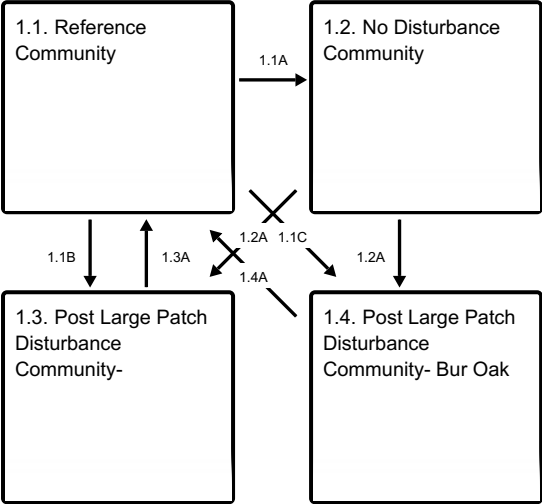 1.1. Reference
Community
1.2. No Disturbance
Community
1.1A
1.2A
1.1C
1.1B
1.3A
1.4A
1.2A
1.3. Post Large Patch
Disturbance
Community-
1.4. Post Large Patch
Disturbance
Community- Bur Oak